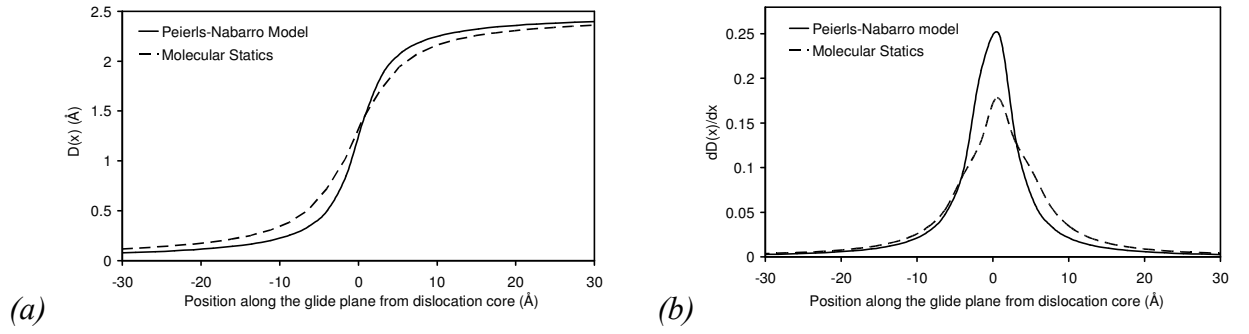 2.5
2
1.5
1
0.5
0
D(x) (Å)
Peierls-Nabarro Model
Molecular Statics
-30 -20 -10 0 10 20 30
Position along the glide plane from dislocation core (Å)
(a)
0.25
0.2
0.15
0.1
0.05
0
dD(x)/dx
Peierls-Nabarro model
Molecular Statics
-30 -20 -10 0 10 20 30
Position along the glide plane from dislocation core (Å)
(b)